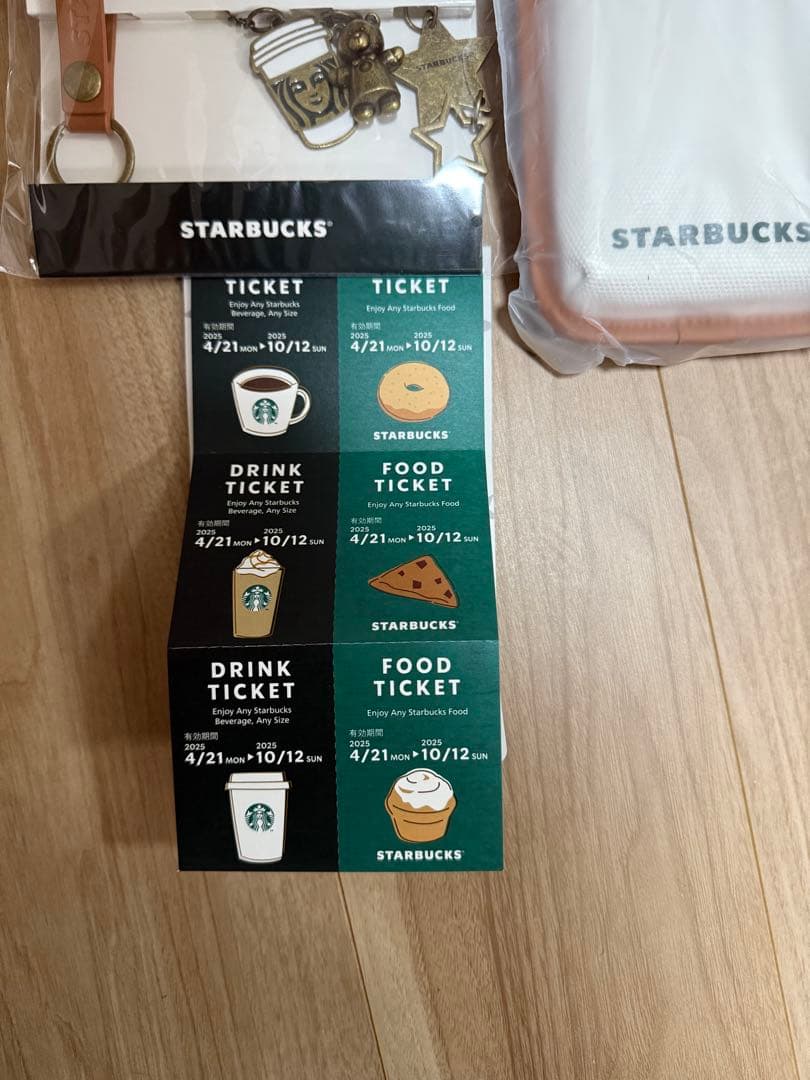 STARBUCKS
STARBUCKS®
STARBUCKS
TICKET
Enjoy Any Starbucks
Beverage, Any Size
有効期間
2025 2025
4/21 MON ▶ 10/12 SUN
TICKET
Enjoy Any Starbucks Food
有効期間
2025 2025
4/21 MON ▶ 10/12 SUN
STARBUCKS®
DRINK
TICKET
Enjoy Any Starbucks
Beverage, Any Size
有効期間
2025 2025
4/21 MON ▶ 10/12 SUN
FOOD
TICKET
Enjoy Any Starbucks Food
有効期間
2025 2025
4/21 MON ▶ 10/12 SUN
STARBUCKS®
DRINK
TICKET
Enjoy Any Starbucks
Beverage, Any Size
有効期間
2025 2025
4/21 MON ▶ 10/12 SUN
FOOD
TICKET
Enjoy Any Starbucks Food
有効期間
2025 2025
4/21 MON ▶ 10/12 SUN
STARBUCKS®